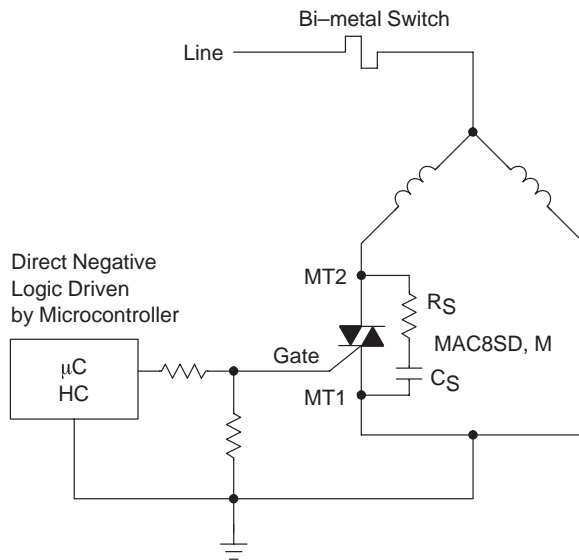 Bi–metal Switch
Line
Direct Negative
Logic Driven
by Microcontroller
MT2
RS
MAC8SD, M
μC
HC
Gate
MT1
CS